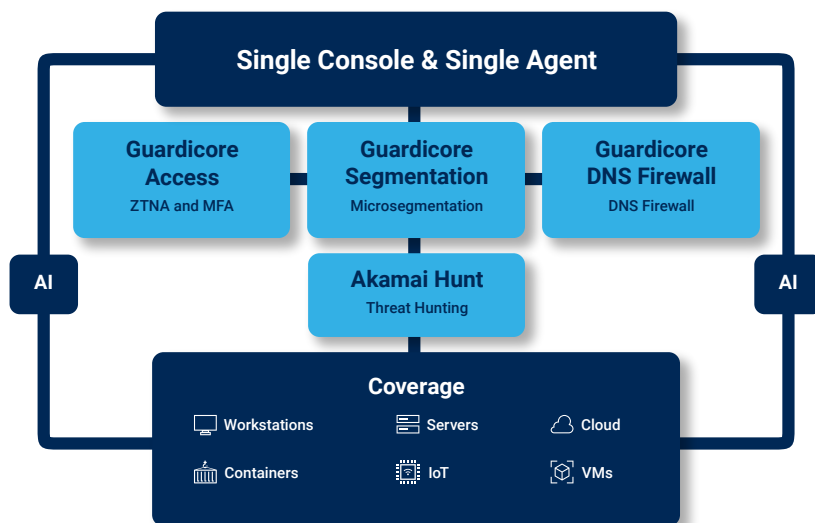 Single Console & Single Agent
Guardicore
Access
ZTNA and MFA
Guardicore
Segmentation
Microsegmentation
Guardicore
DNS Firewall
DNS Firewall
AI
AI
Akamai Hunt
Threat Hunting
Coverage
Workstations
Servers
Cloud
Containers
IoT
VMs